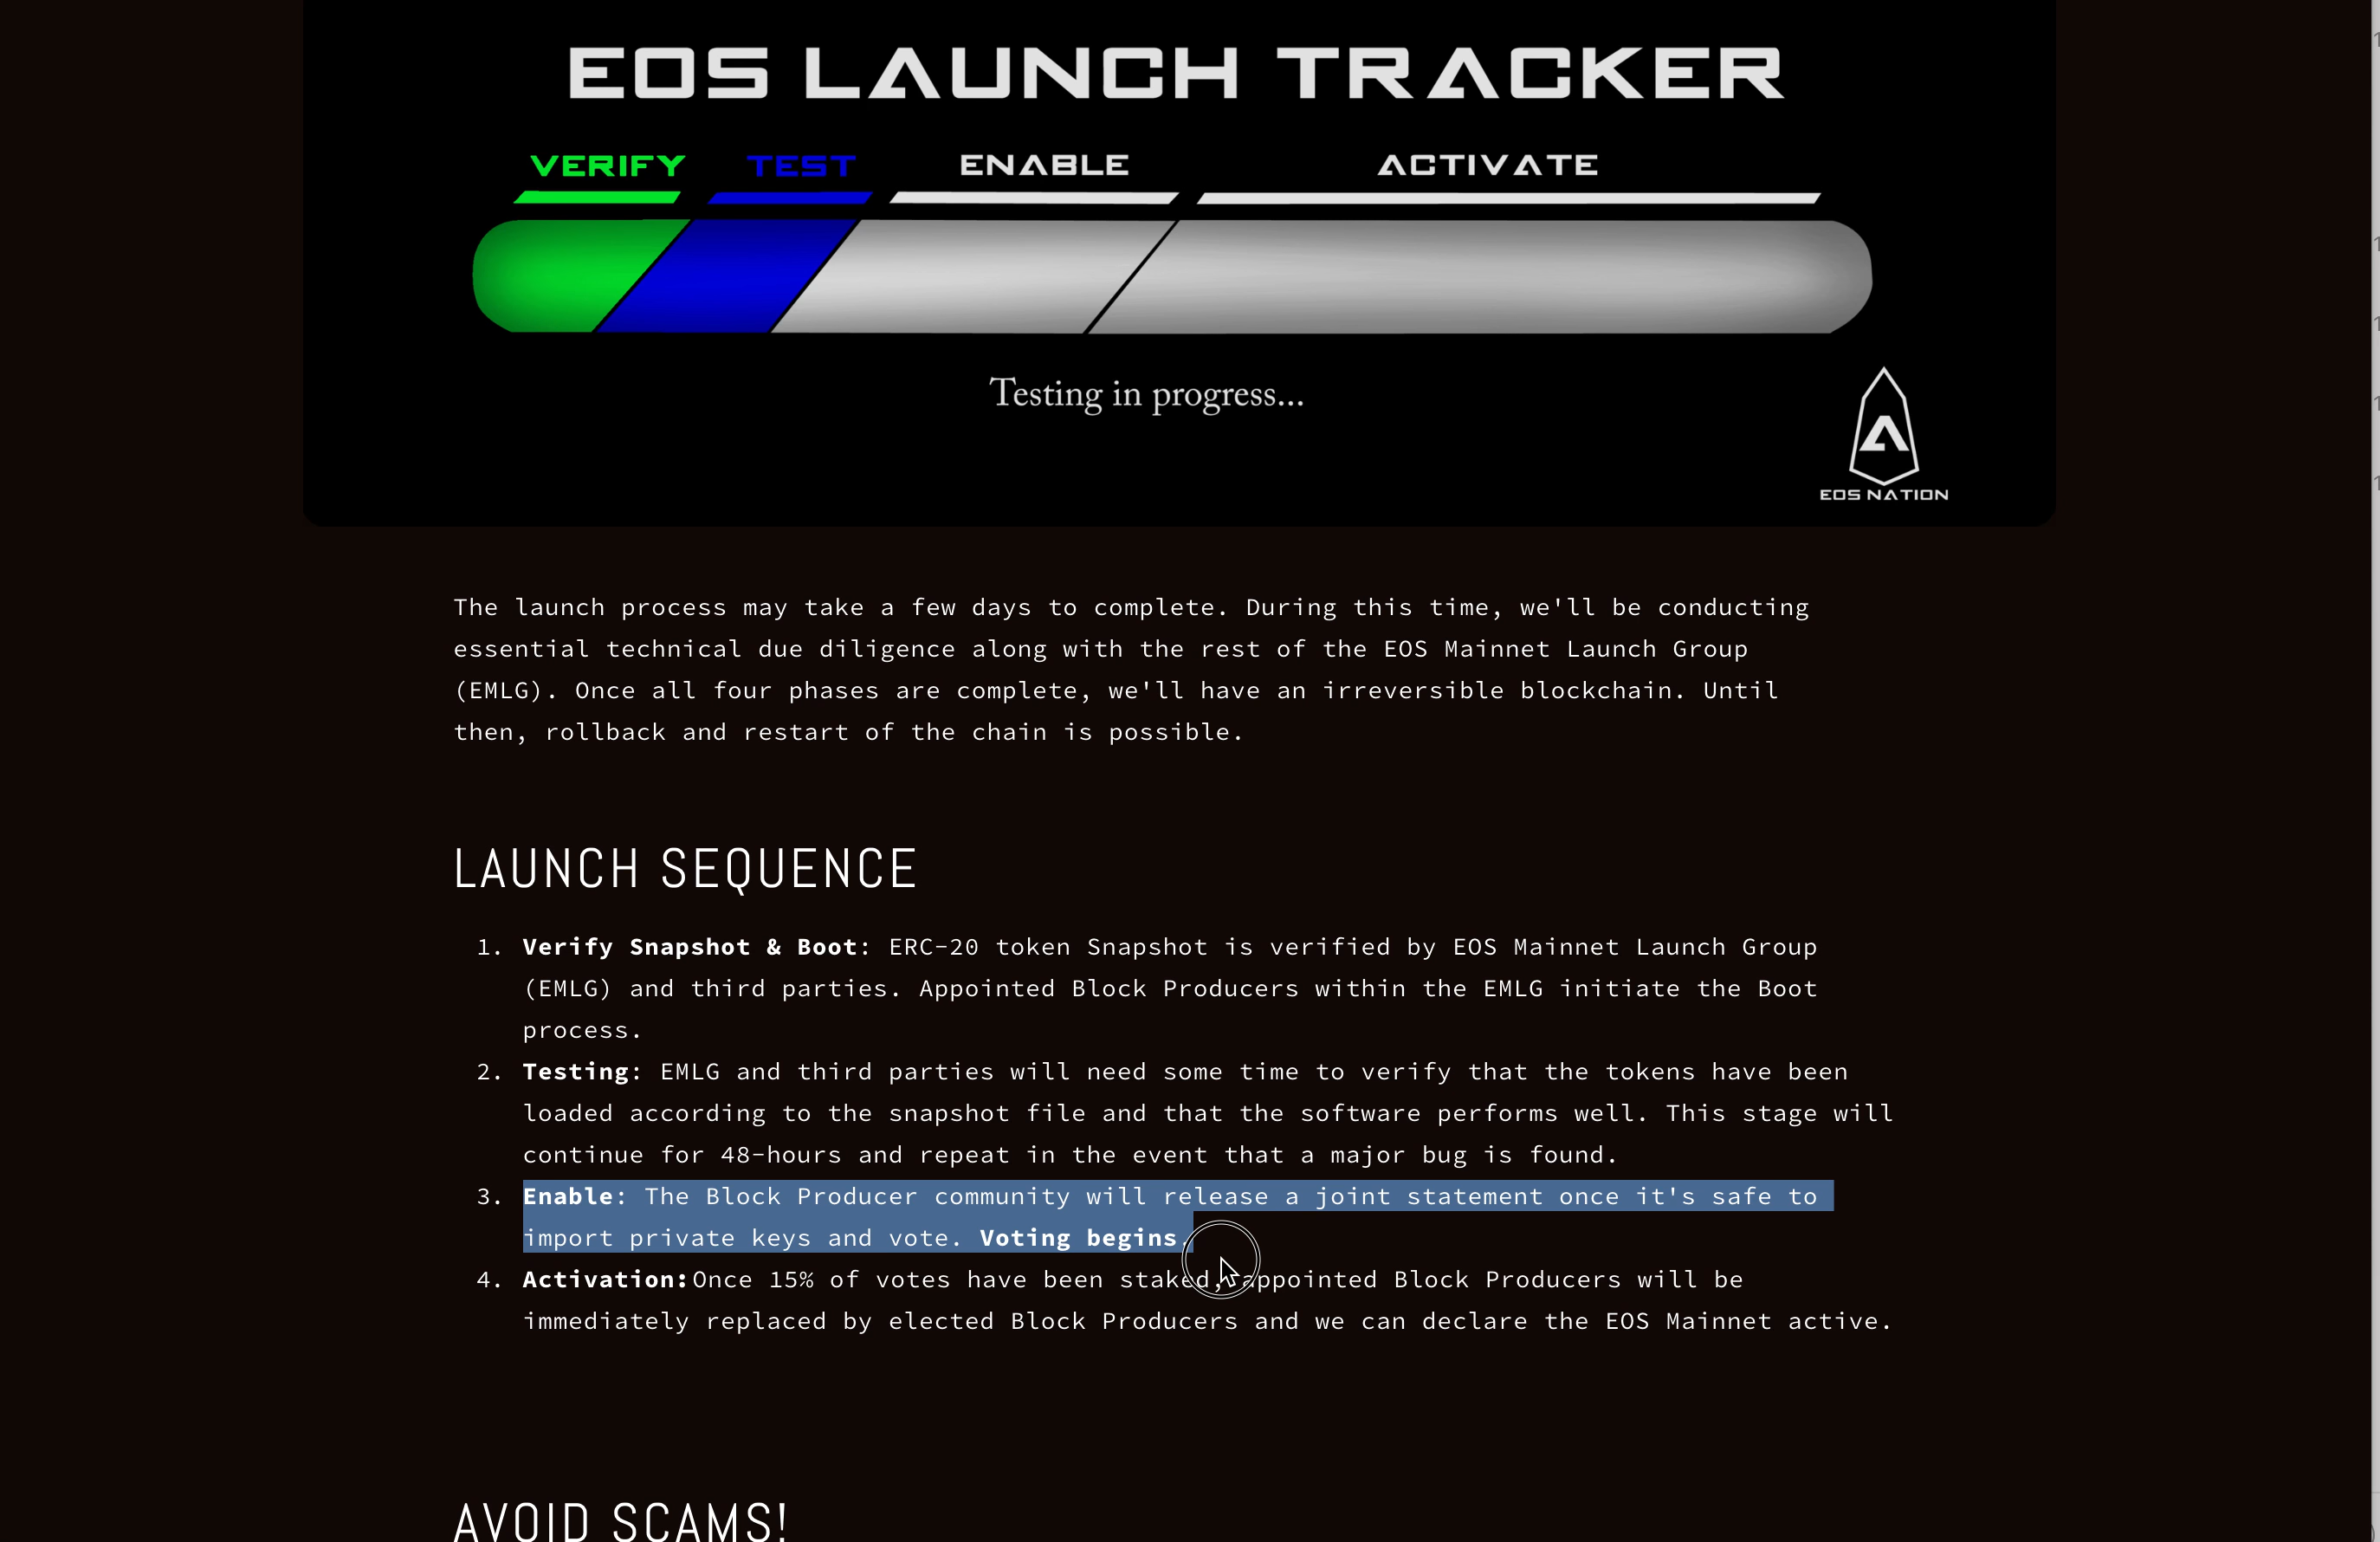 EOS LAUNCH TRACKER
VERIFY TEST ENABLE ACTIVATE
Testing in progress...
EOS NATION
The launch process may take a few days to complete. During this time, we'll be conducting
essential technical due diligence along with the rest of the EOS Mainnet Launch Group
(EMLG). Once all four phases are complete, we'll have an irreversible blockchain. Until
then, rollback and restart of the chain is possible.
LAUNCH SEQUENCE
1. Verify Snapshot & Boot: ERC-20 token Snapshot is verified by EOS Mainnet Launch Group
(EMLG) and third parties. Appointed Block Producers within the EMLG initiate the Boot
process.
2. Testing: EMLG and third parties will need some time to verify that the tokens have been
loaded according to the snapshot file and that the software performs well. This stage will
continue for 48-hours and repeat in the event that a major bug is found.
3. Enable: The Block Producer community will release a joint statement once it's safe to
import private keys and vote. Voting begins.
4. Activation:Once 15% of votes have been staked, appointed Block Producers will be
immediately replaced by elected Block Producers and we can declare the EOS Mainnet active.
AVOID SCAMS!